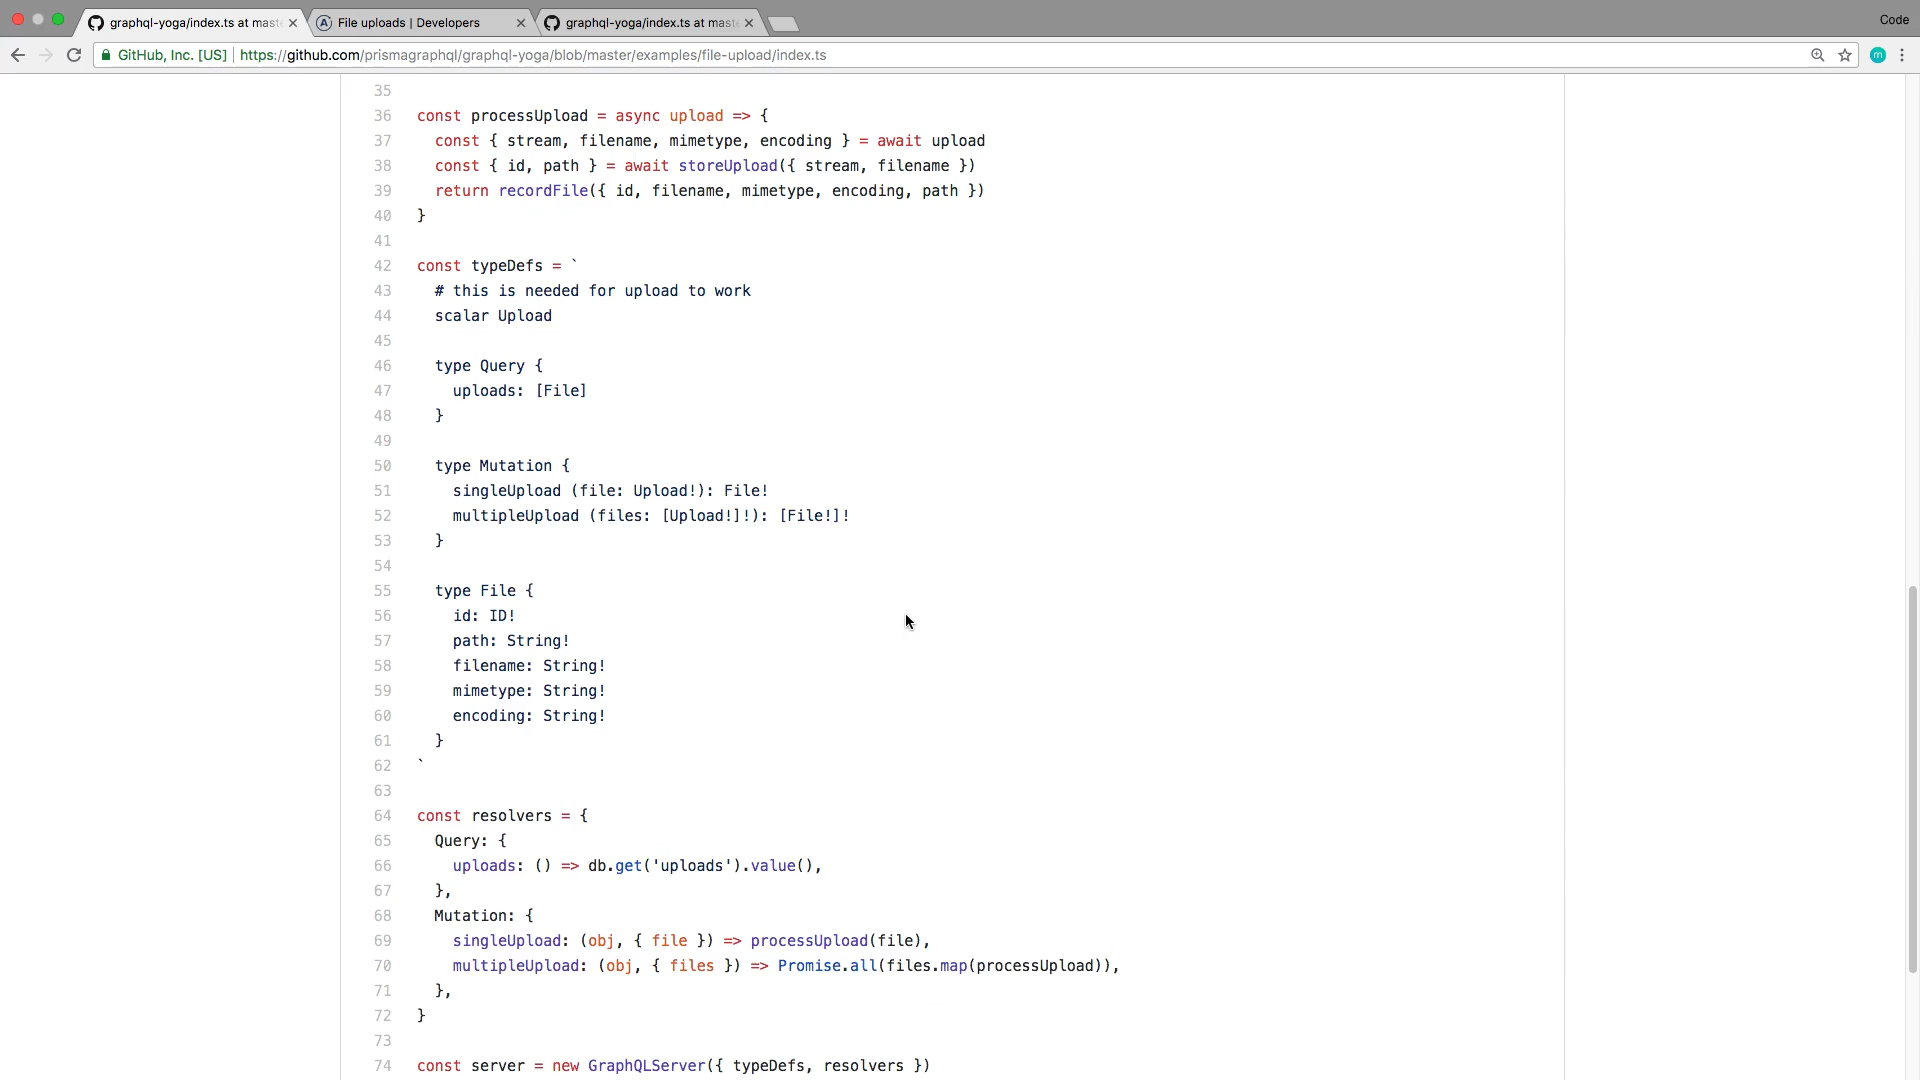 graphql-yoga/index.ts at maste
File uploads | Developers
graphql-yoga/index.ts at maste
Code
GitHub, Inc. [US]
https://github.com/prismagraphql/graphql-yoga/blob/master/examples/file-upload/index.ts
m
35
36 const processUpload = async upload => {
37 const { stream, filename, mimetype, encoding } = await upload
38 const { id, path } = await storeUpload({ stream, filename })
39 return recordFile({ id, filename, mimetype, encoding, path })
40 }
41
42 const typeDefs = `
43 # this is needed for upload to work
44 scalar Upload
45
46 type Query {
47 uploads: [File]
48 }
49
50 type Mutation {
51 singleUpload (file: Upload!): File!
52 multipleUpload (files: [Upload!]!): [File!]!
53 }
54
55 type File {
56 id: ID!
57 path: String!
58 filename: String!
59 mimetype: String!
60 encoding: String!
61 }
62 `
63
64 const resolvers = {
65 Query: {
66 uploads: () => db.get('uploads').value(),
67 },
68 Mutation: {
69 singleUpload: (obj, { file }) => processUpload(file),
70 multipleUpload: (obj, { files }) => Promise.all(files.map(processUpload)),
71 },
72 }
73
74 const server = new GraphQLServer({ typeDefs, resolvers })